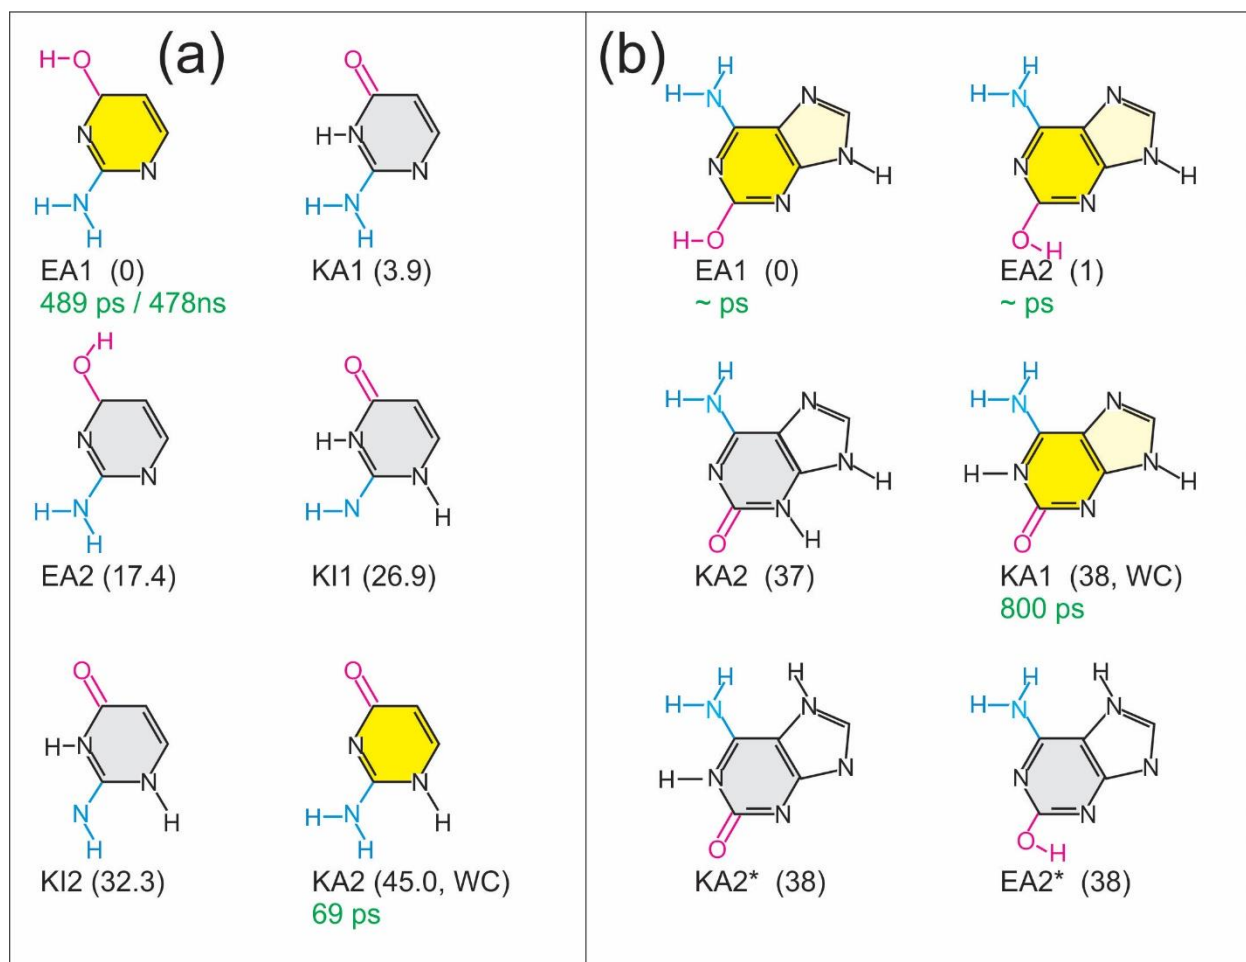 (a)
H O
N
N
H N
H
EA1 (0)
489 ps / 478ns
O
H N
N
H N
H
KA1 (3.9)
H
O
N
N
H N
H
EA2 (17.4)
O
H N
N
H N
H
KI1 (26.9)
O
H N
N
N
H
H
KI2 (32.3)
O
N
N
H N
H
H
KA2 (45.0, WC)
69 ps
(b)
H
H N
N
N
N
H
N
H O
EA1 (0)
~ ps
H
H N
N
N
N
H
N
O
H
EA2 (1)
~ ps
H
H N
N
N
N
H
N
H
O
KA2 (37)
H
H N
N
H N
N
H
N
O
KA1 (38, WC)
800 ps
H
H
H N
N
H N
N
N
O
KA2* (38)
H
H
H N
N
N
N
N
O H
EA2* (38)